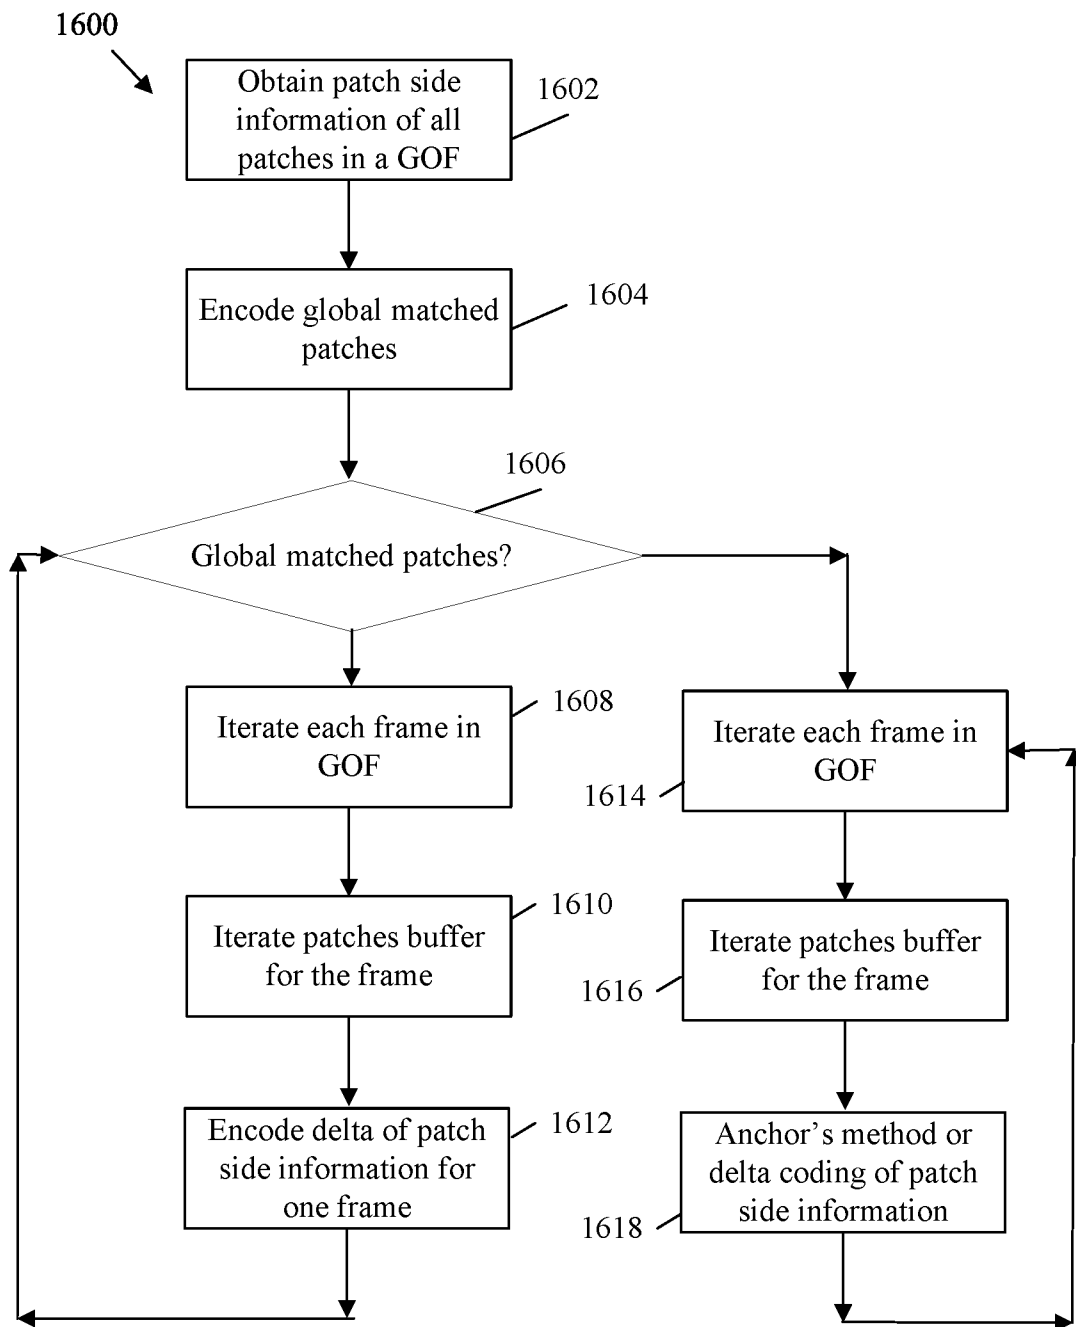 1600
Obtain patch side
information of all
patches in a GOF
1602
Encode global matched
patches
1604
1606
Global matched patches?
Iterate each frame in
GOF
1608
Iterate each frame in
GOF
1614
Iterate patches buffer
for the frame
1610
Iterate patches buffer
for the frame
1616
Encode delta of patch
side information for
one frame
1612
Anchor’s method or
delta coding of patch
side information
1618